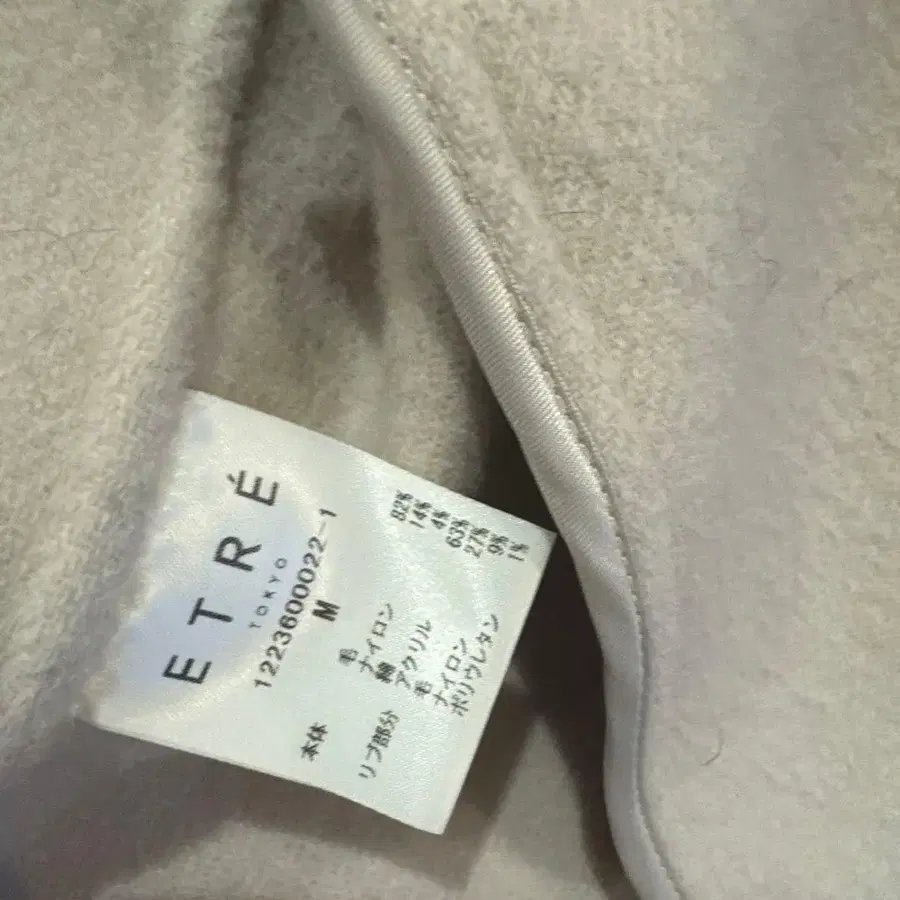 ETRÉ
TOKYO
1223600022-1
M
本体 毛 82%
ナイロン 14%
綿 4%
リブ部分 アクリル 63%
毛 27%
ナイロン 9%
ポリウレタン 1%